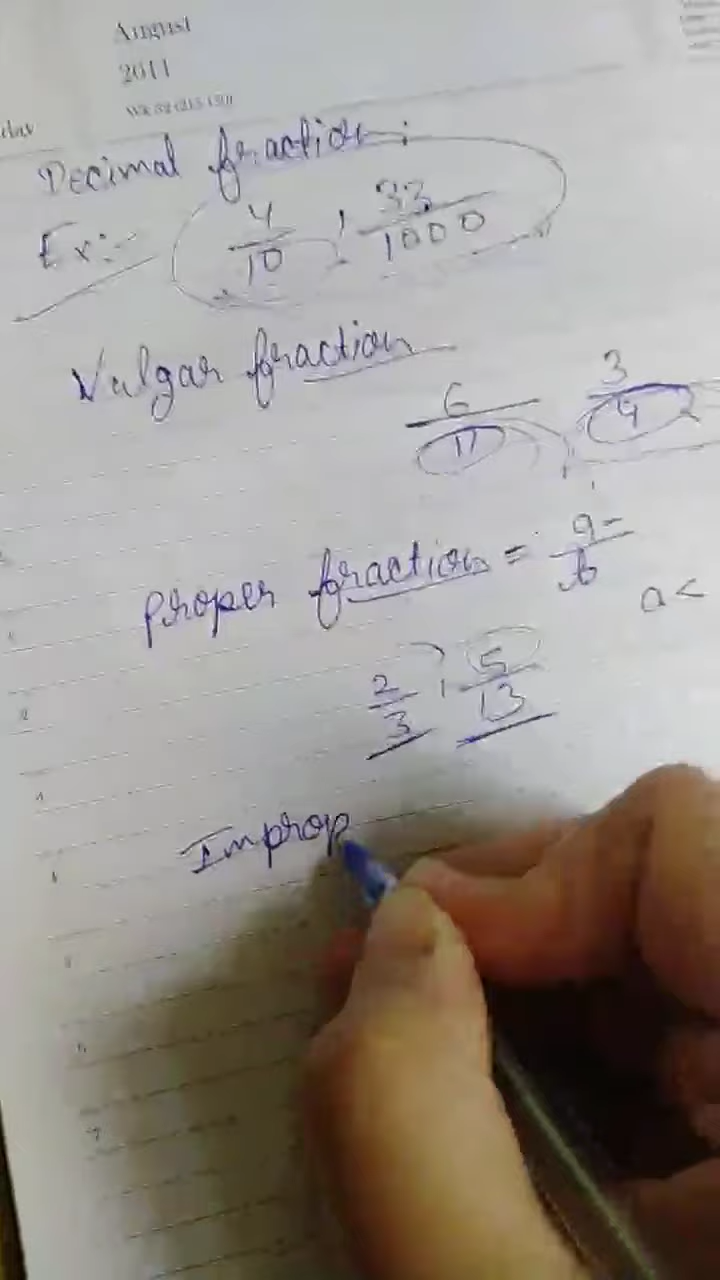 August
2011
Decimal fraction:
Ex:- 4/10, 33/1000
Vulgar fraction
6/11 3/42
proper fraction = a/b
a<
2/3, 5/13
Improp